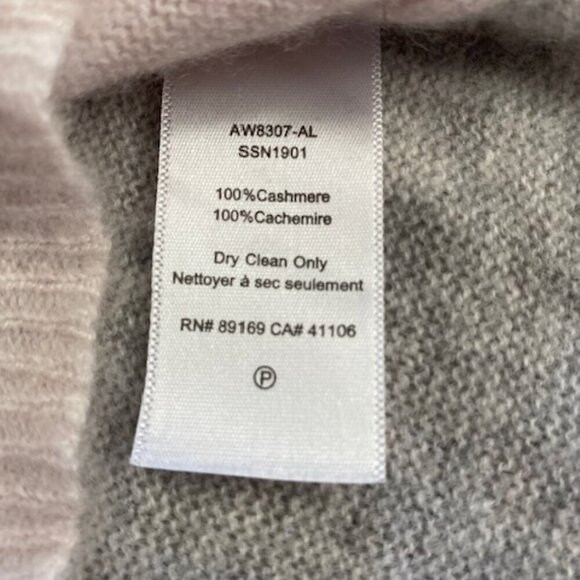 AW8307-AL
SSN1901
100%Cashmere
100%Cachemire
Dry Clean Only
Nettoyer à sec seulement
RN# 89169 CA# 41106
P